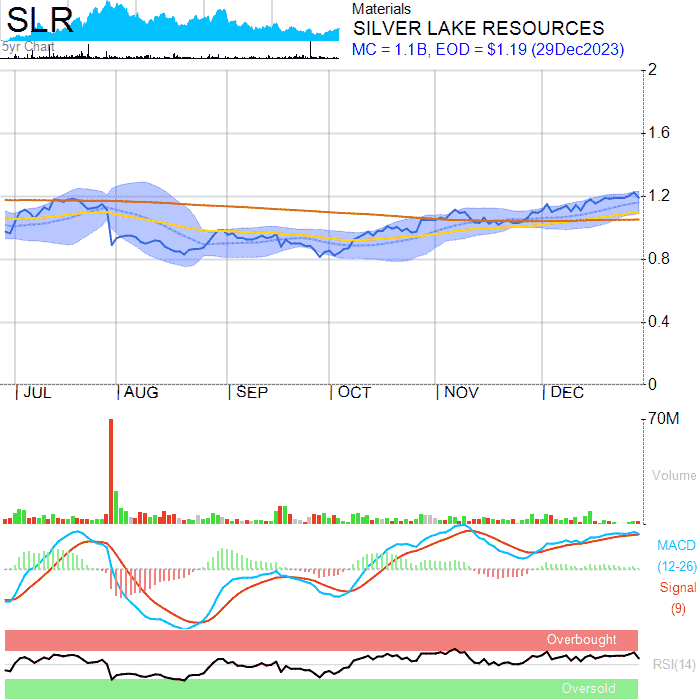 SLR
5yr Chart
Materials
SILVER LAKE RESOURCES
MC = 1.1B, EOD = $1.19 (29Dec2023)
2
1.6
1.2
0.8
0.4
0
JUL AUG SEP OCT NOV DEC
70M
Volume
MACD
(12-26)
Signal
(9)
Overbought
RSI(14)
Oversold